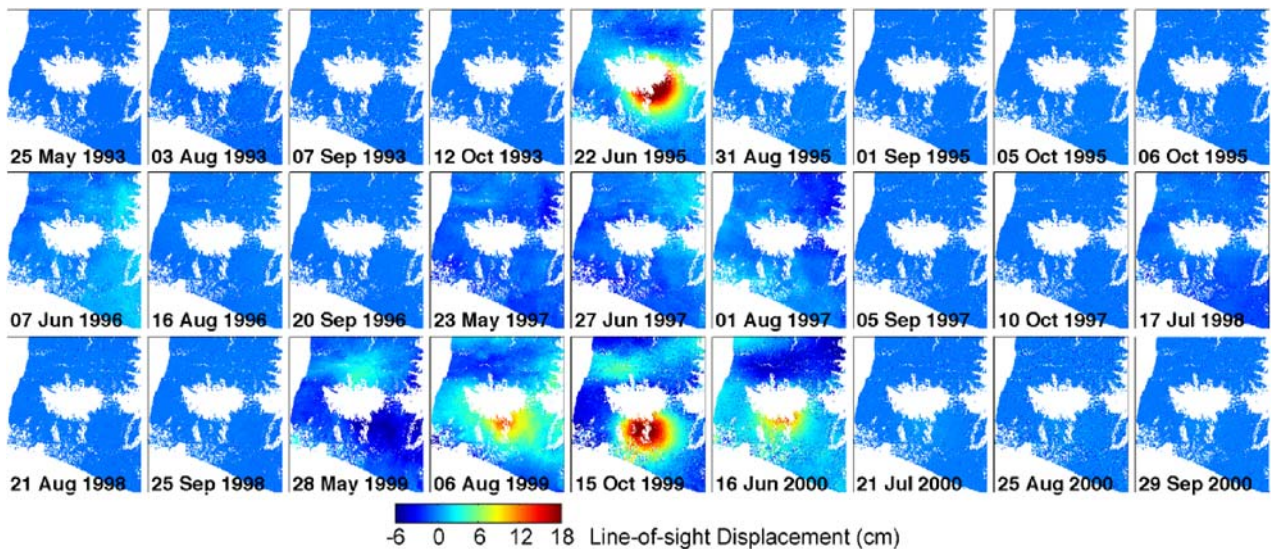 25 May 1993 03 Aug 1993 07 Sep 1993 12 Oct 1993 22 Jun 1995 31 Aug 1995 01 Sep 1995 05 Oct 1995 06 Oct 1995
07 Jun 1996 16 Aug 1996 20 Sep 1996 23 May 1997 27 Jun 1997 01 Aug 1997 05 Sep 1997 10 Oct 1997 17 Jul 1998
21 Aug 1998 25 Sep 1998 28 May 1999 06 Aug 1999 15 Oct 1999 16 Jun 2000 21 Jul 2000 25 Aug 2000 29 Sep 2000
-6 0 6 12 18 Line-of-sight Displacement (cm)